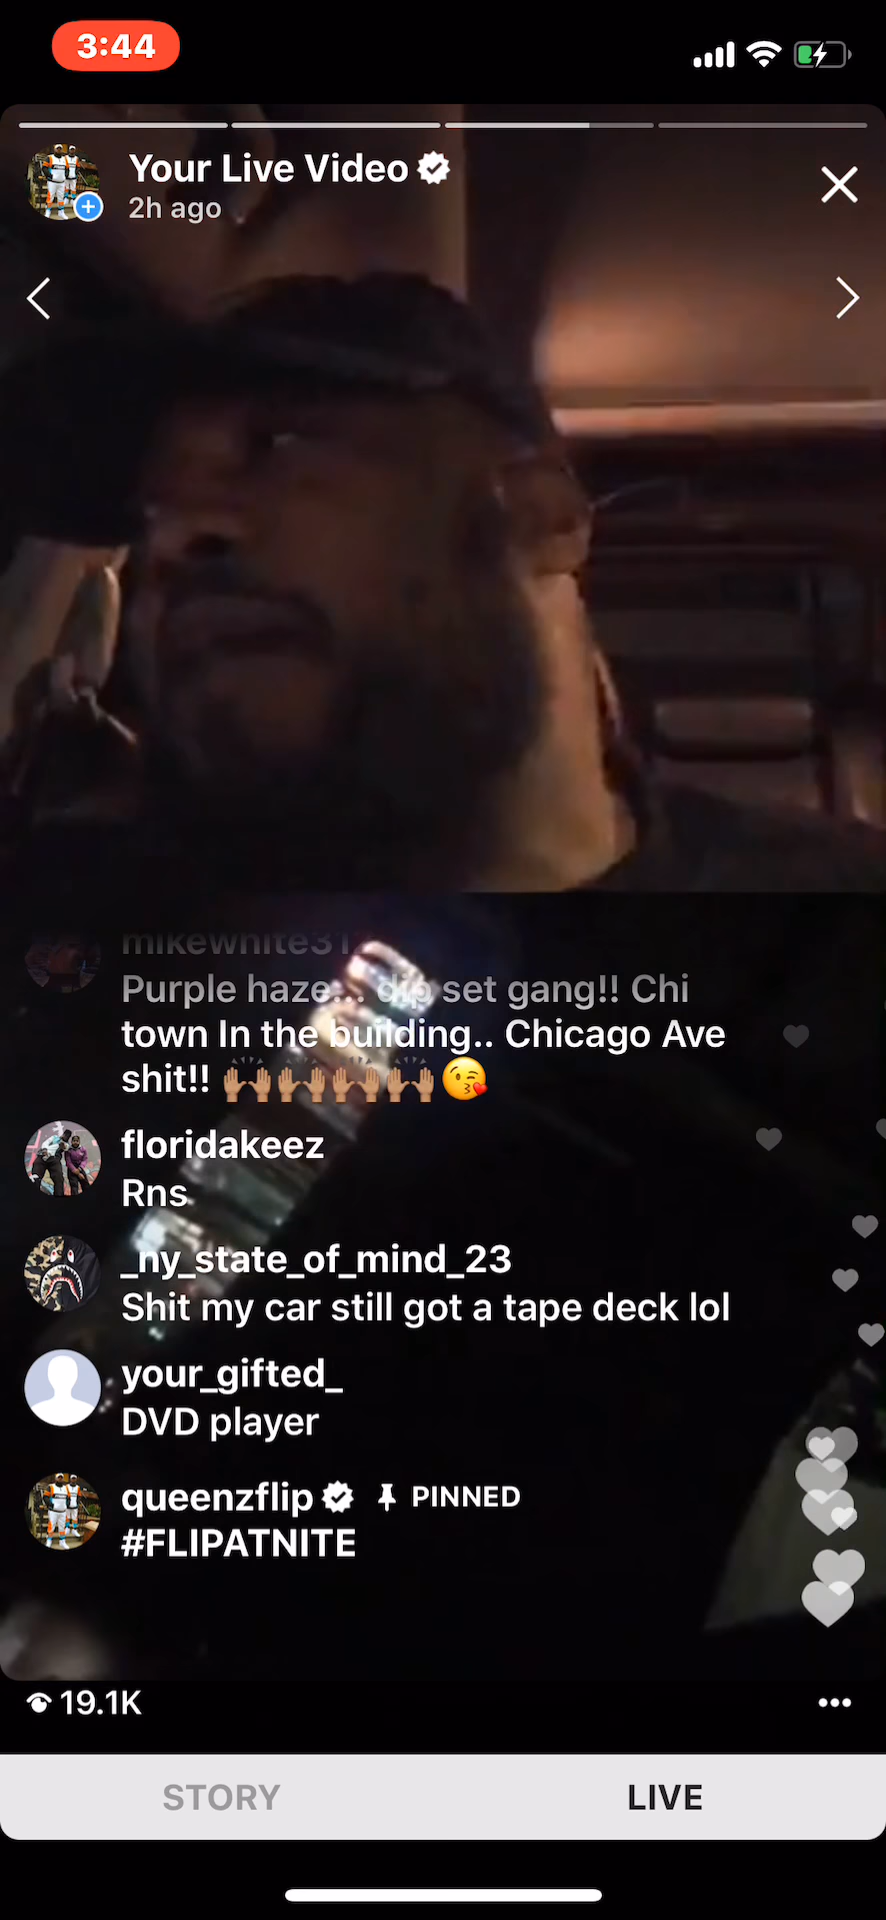 3:44
Your Live Video
2h ago
mikewhite312
Purple haze... dip set gang!! Chi
town In the building.. Chicago Ave
shit!! 🙌🏽🙌🏽🙌🏽🙌🏽😘
floridakeez
Rns
_ny_state_of_mind_23
Shit my car still got a tape deck lol
your_gifted_
DVD player
queenzflip PINNED
#FLIPATNITE
19.1K
STORY LIVE